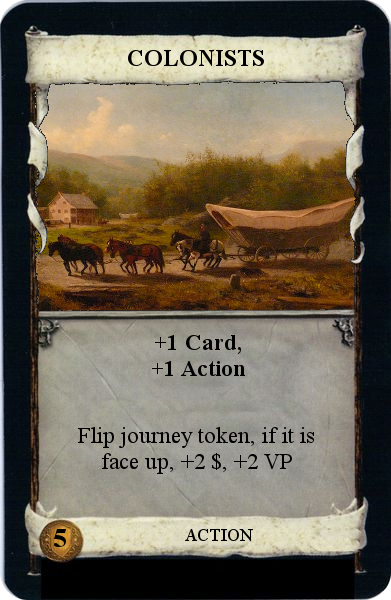 COLONISTS
+1 Card,
+1 Action
Flip journey token, if it is
face up, +2 $, +2 VP
5
ACTION